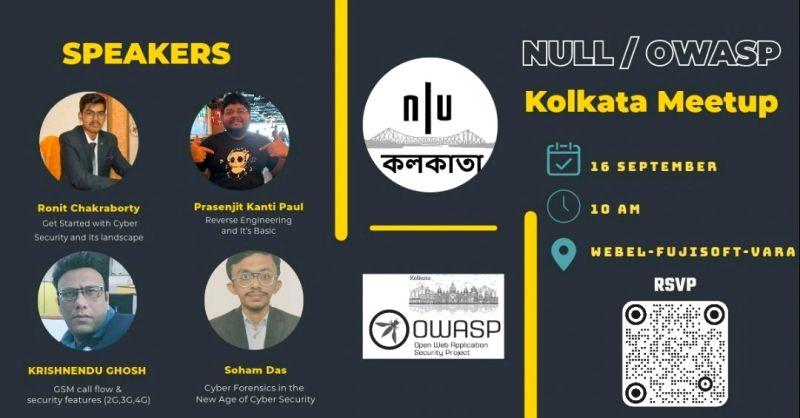 SPEAKERS
Ronit Chakraborty
Get Started with Cyber
Security and Its landscape
Prasenjit Kanti Paul
Reverse Engineering
and It's Basic
KRISHNENDU GHOSH
GSM call flow &
security features (2G,3G,4G)
Soham Das
Cyber Forensics in the
New Age of Cyber Security
n|u
কলকাতা
Kolkata
OWASP
Open Web Application
Security Project
NULL / OWASP
Kolkata Meetup
16 SEPTEMBER
10 AM
WEBEL-FUJISOFT-VARA
RSVP